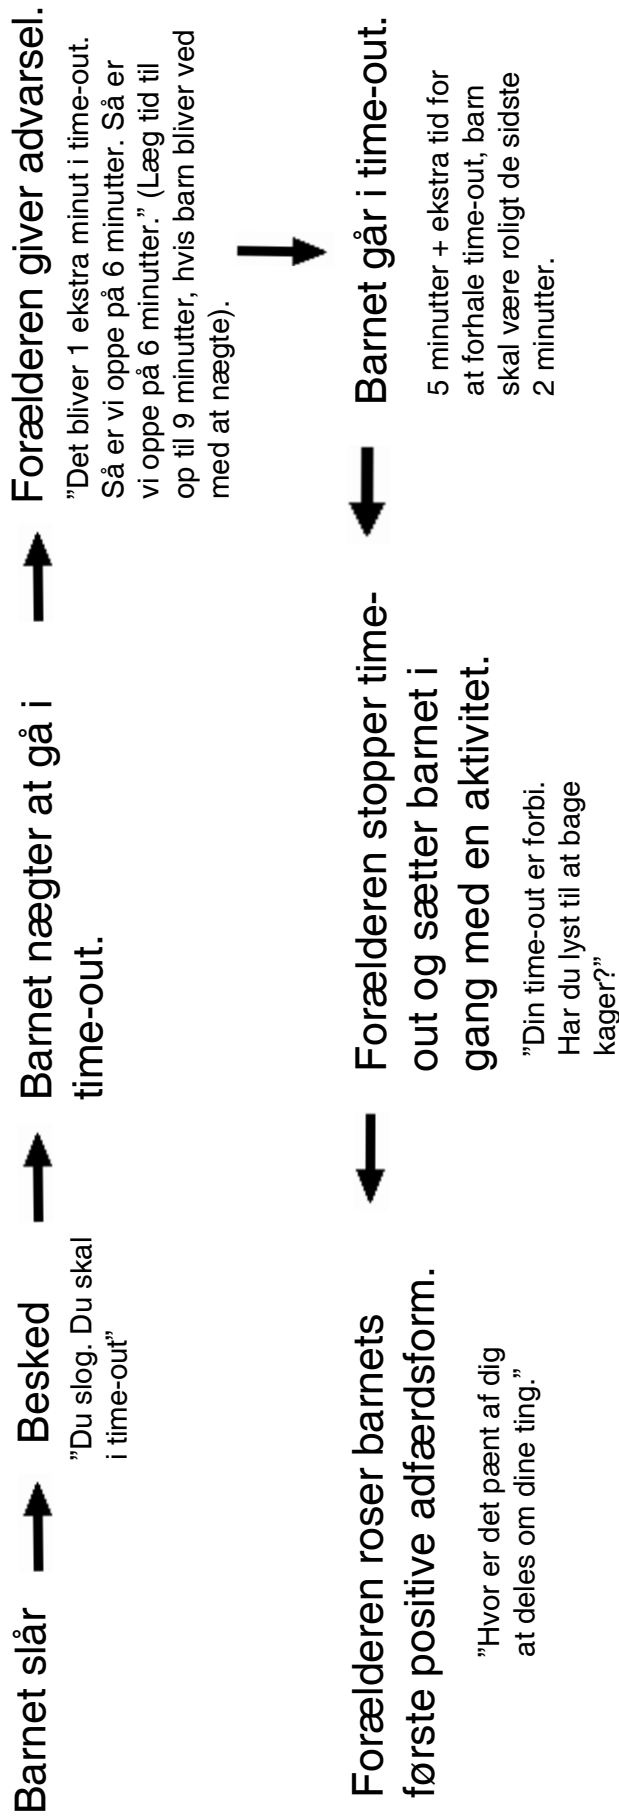 Barnet slår
Besked
"Du slog. Du skal
i time-out"
Barnet nægter at gå i
time-out.
Forælderen giver advarsel.
"Det bliver 1 ekstra minut i time-out.
Så er vi oppe på 6 minutter. Så er
vi oppe på 6 minutter." (Læg tid til
op til 9 minutter, hvis barn bliver ved
med at nægte).
Barnet går i time-out.
5 minutter + ekstra tid for
at forhale time-out, barn
skal være roligt de sidste
2 minutter.
Forælderen stopper time-
out og sætter barnet i
gang med en aktivitet.
"Din time-out er forbi.
Har du lyst til at bage
kager?"
Forælderen roser barnets
første positive adfærdsform.
"Hvor er det pænt af dig
at deles om dine ting."